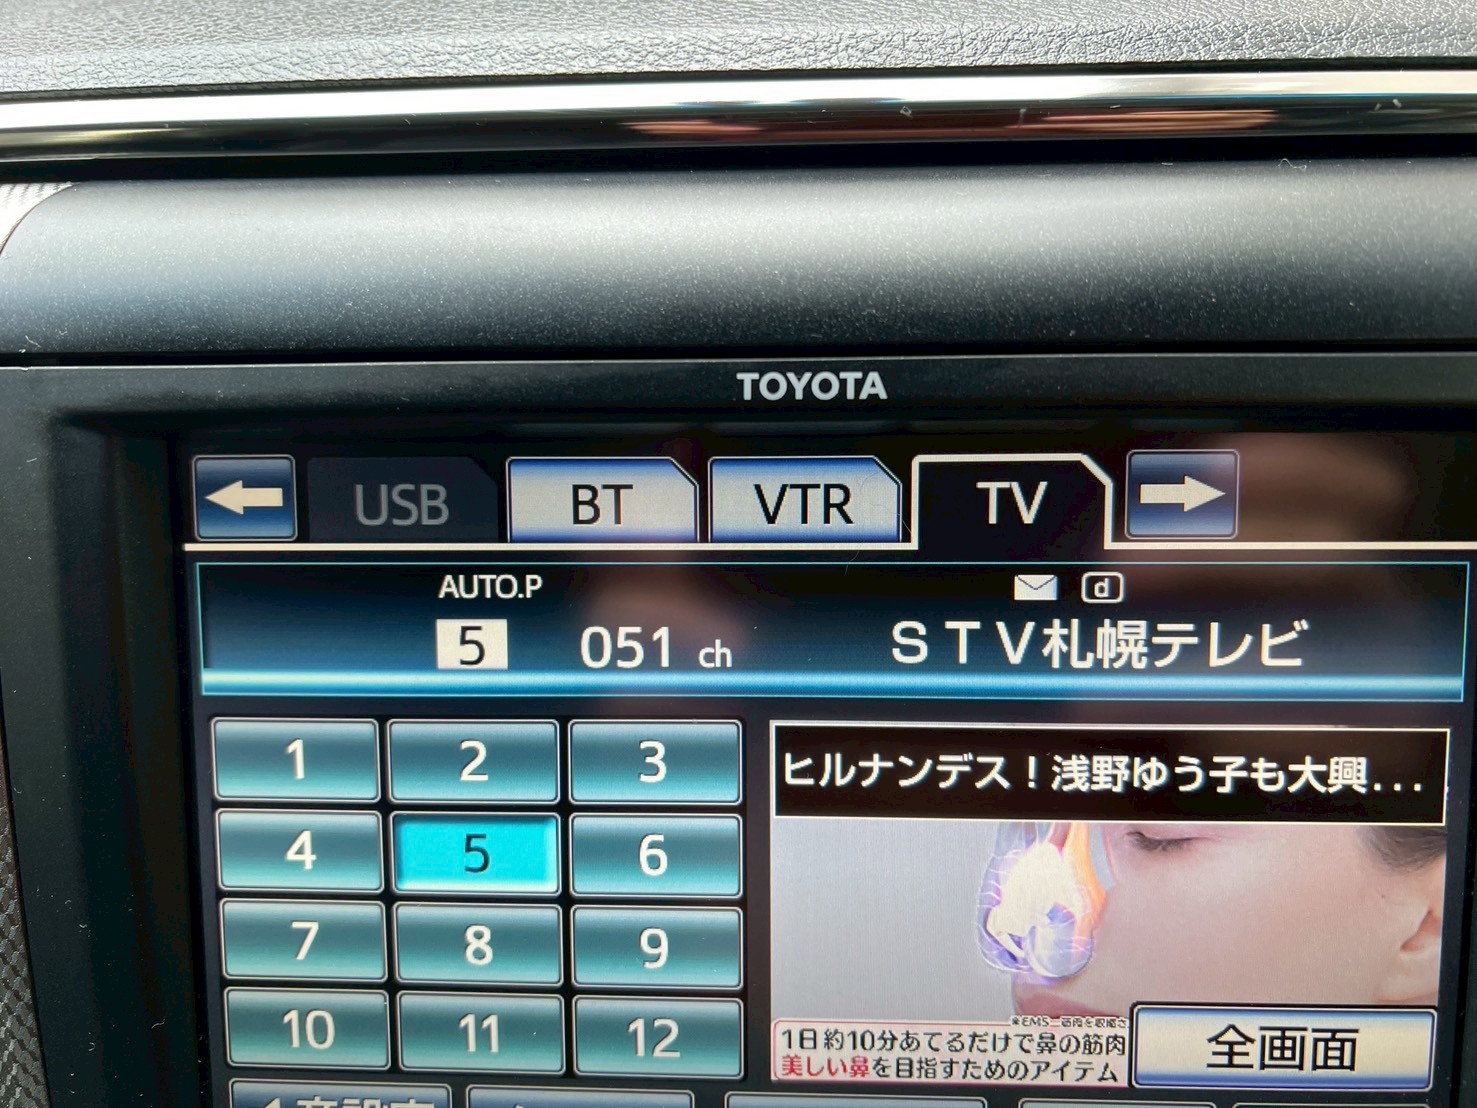 TOYOTA
USB BT VTR TV
AUTO.P
5 051 ch STV札幌テレビ
1 2 3
ヒルナンデス!浅野ゆう子も大興...
4 5 6
7 8 9
10 11 12
1日約10分あてるだけで鼻の筋肉
美しい鼻を目指すためのアイテム
全画面